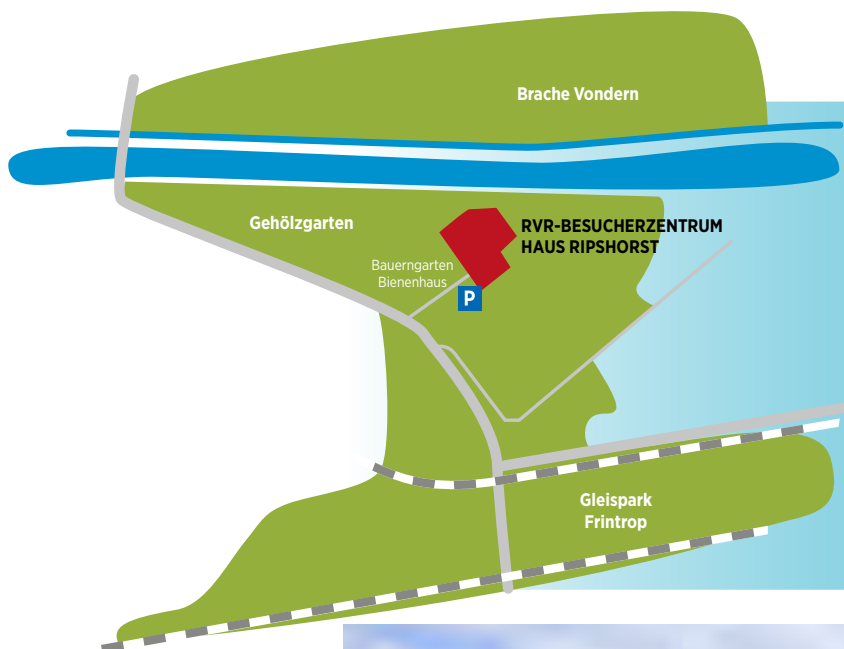 Brache Vondern
Gehölzgarten
RVR-BESUCHERZENTRUM
HAUS RIPSHORST
Bauerngarten
Bienenhaus
P
Gleispark
Frintrop